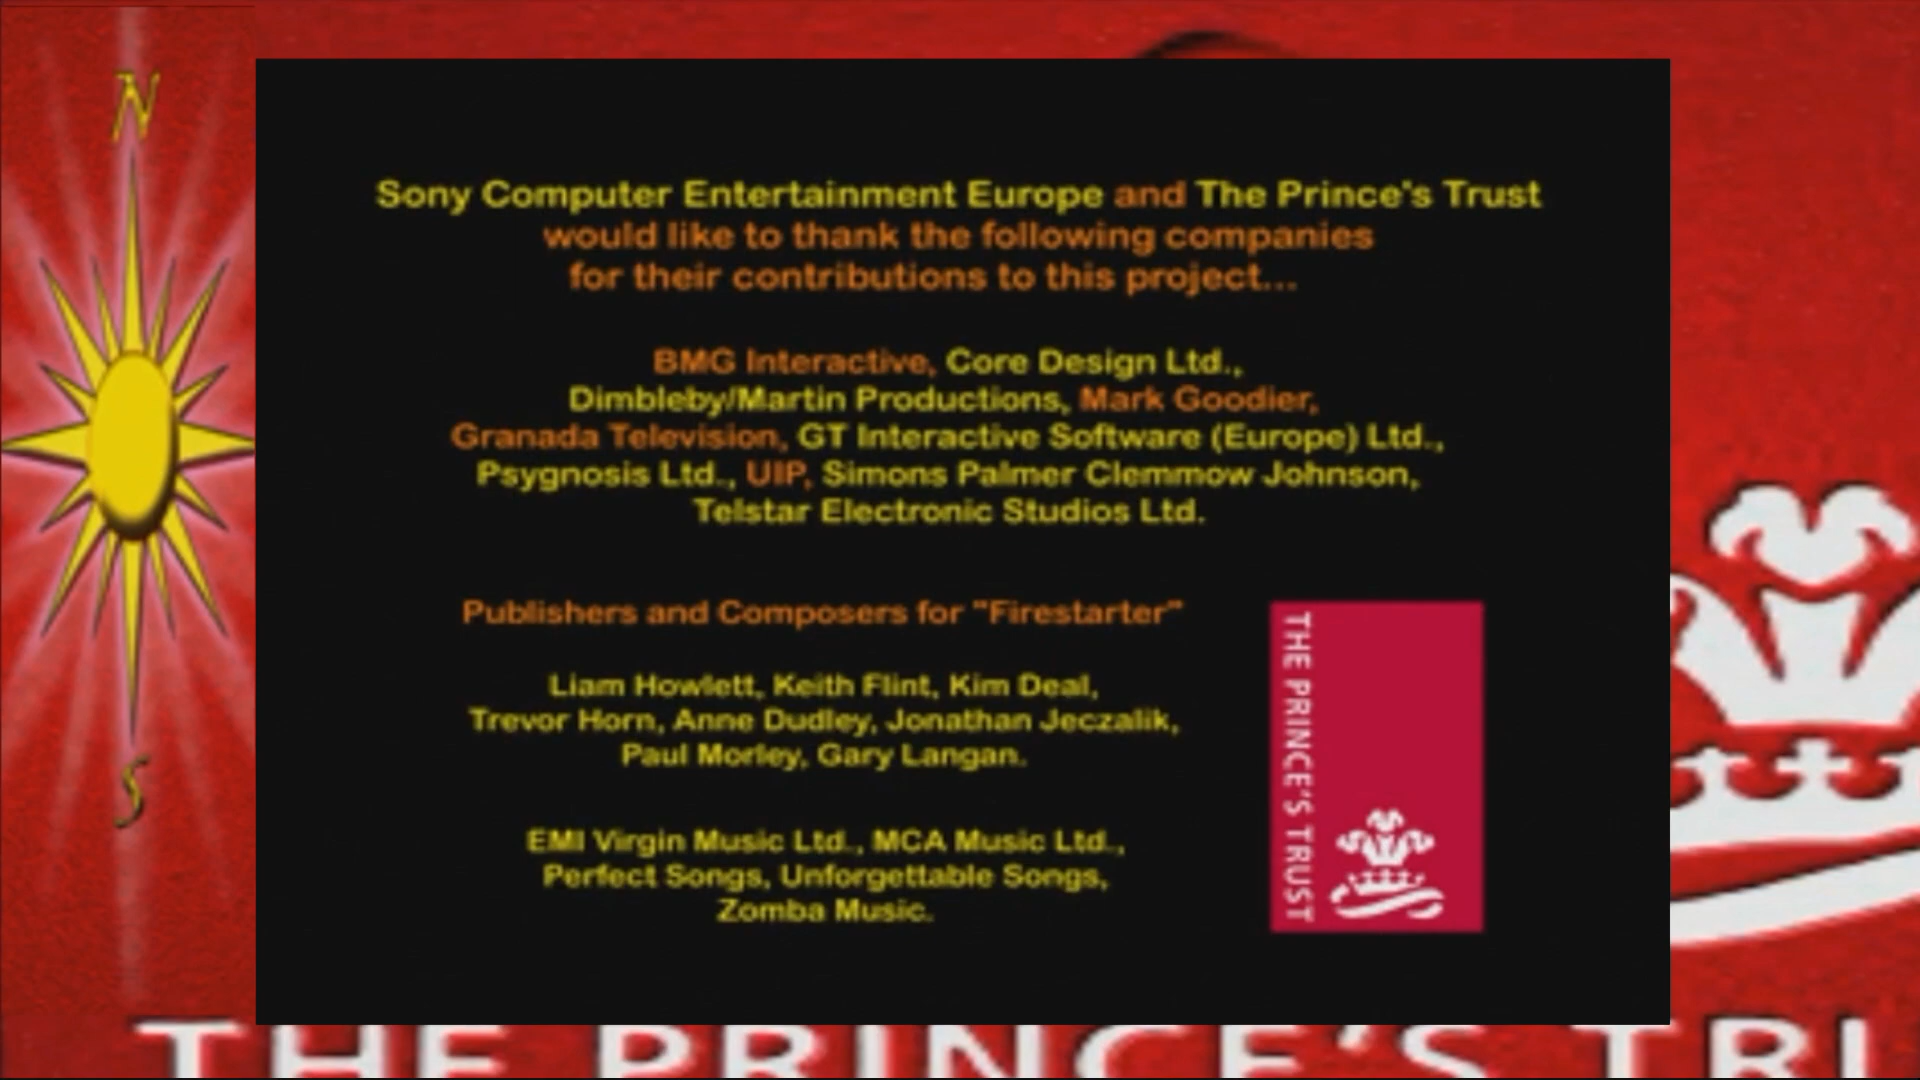 N
Sony Computer Entertainment Europe and The Prince's Trust
would like to thank the following companies
for their contributions to this project...
BMG Interactive, Core Design Ltd.,
Dimbleby/Martin Productions, Mark Goodier,
Granada Television, GT Interactive Software (Europe) Ltd.,
Psygnosis Ltd., UIP, Simons Palmer Clemmow Johnson,
Telstar Electronic Studios Ltd.
Publishers and Composers for "Firestarter"
Liam Howlett, Keith Flint, Kim Deal,
Trevor Horn, Anne Dudley, Jonathan Jeczalik,
Paul Morley, Gary Langan.
EMI Virgin Music Ltd., MCA Music Ltd.,
Perfect Songs, Unforgettable Songs,
Zomba Music.
THE PRINCE'S TRUST
S
THE PRINCE'S TRU